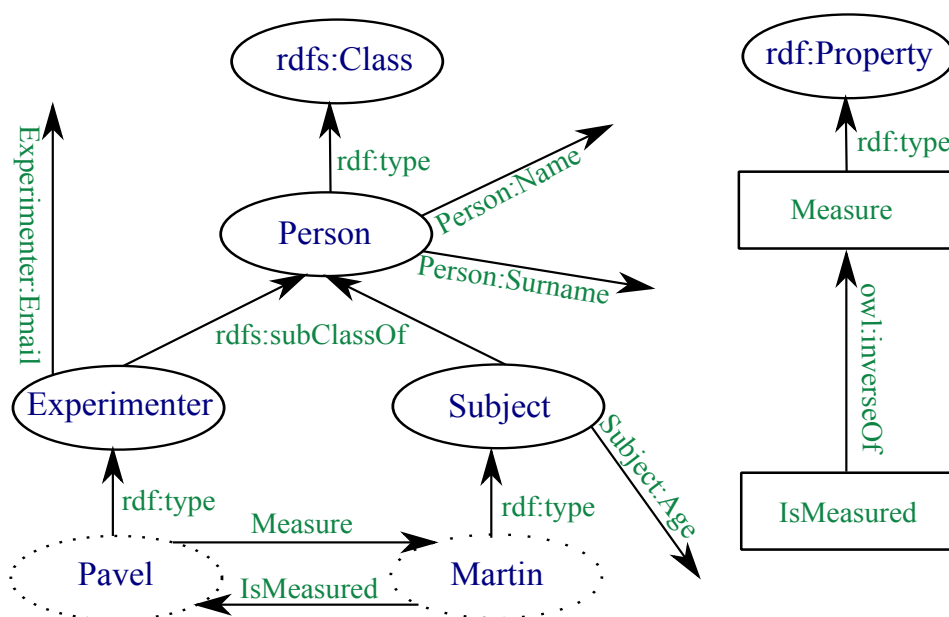 rdfs:Class
rdf:Property
Experimenter:Email
rdf:type
rdf:type
Person:Name
Measure
Person
Person:Surname
rdfs:subClassOf
owl:inverseOf
Experimenter
Subject
Subject:Age
rdf:type
rdf:type
IsMeasured
Measure
Pavel
Martin
IsMeasured